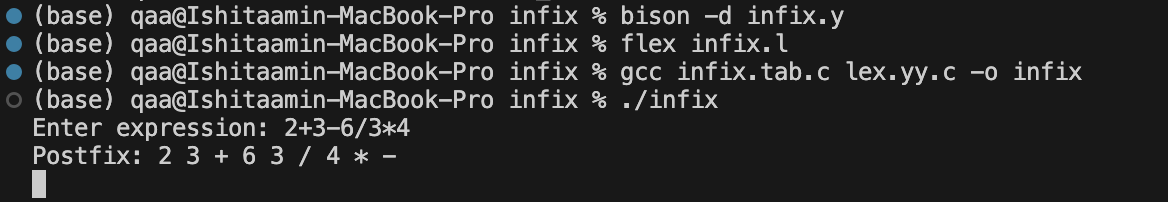 (base) qaa@Ishitaamin-MacBook-Pro infix % bison -d infix.y
(base) qaa@Ishitaamin-MacBook-Pro infix % flex infix.l
(base) qaa@Ishitaamin-MacBook-Pro infix % gcc infix.tab.c lex.yy.c -o infix
(base) qaa@Ishitaamin-MacBook-Pro infix % ./infix
Enter expression: 2+3-6/3*4
Postfix: 2 3 + 6 3 / 4 * -